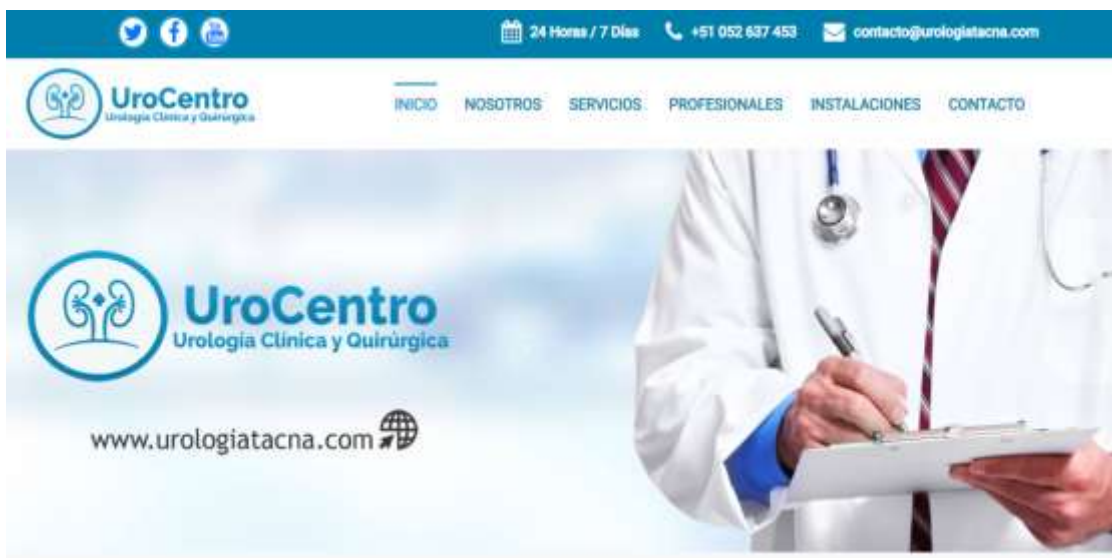 24 Horas / 7 Días +51 052 637 453 contacto@urologiatacna.com
UroCentro
Urología Clínica y Quirúrgica
INICIO NOSOTROS SERVICIOS PROFESIONALES INSTALACIONES CONTACTO
UroCentro
Urología Clínica y Quirúrgica
www.urologiatacna.com